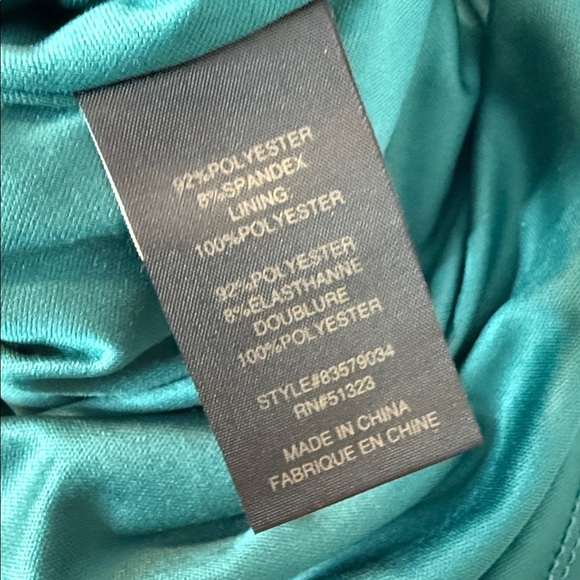 92%POLYESTER
8%SPANDEX
LINING
100%POLYESTER
92%POLYESTER
8%ELASTHANNE
DOUBLURE
100%POLYESTER
STYLE#83579034
RN#51323
MADE IN CHINA
FABRIQUE EN CHINE